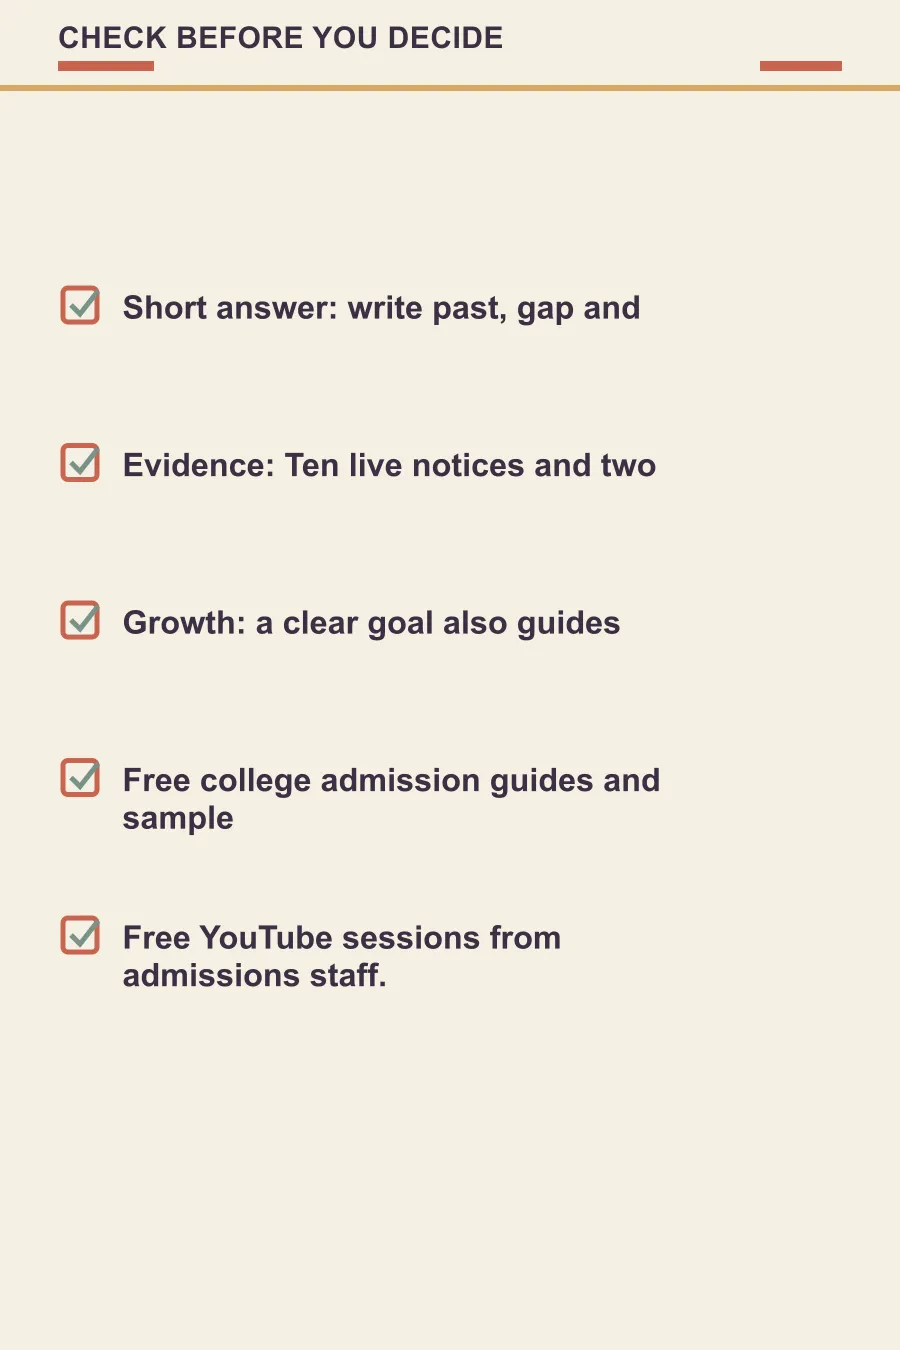 CHECK BEFORE YOU DECIDE
Short answer: write past, gap and
Evidence: Ten live notices and two
Growth: a clear goal also guides
Free college admission guides and
sample
Free YouTube sessions from
admissions staff.